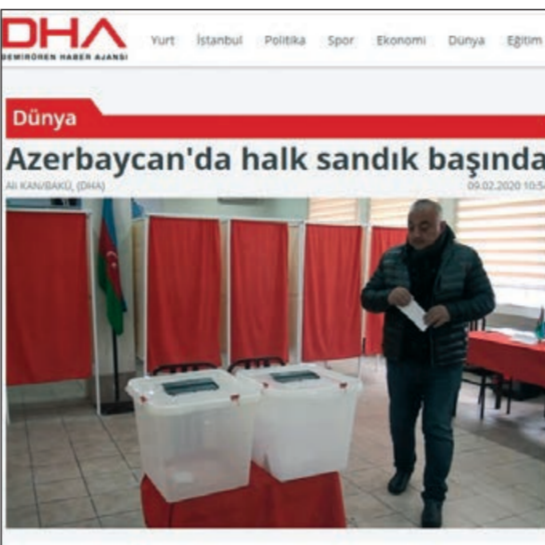 DHA
DEMİRÖREN HABER AJANSI
Yurt İstanbul Politika Spor Ekonomi Dünya Eğitim
Dünya
Azerbaycan'da halk sandık başında
Ali KAN/BAKÜ, (DHA) 09.02.2020 10:54